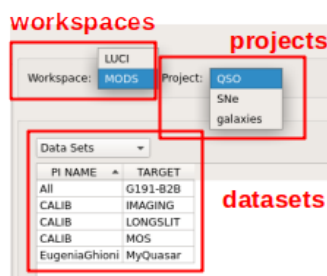 workspaces
projects
LUCI
Workspace: MODS Project: QSO
SNe
galaxies
Data Sets
datasets
PI NAME TARGET
All G191-B2B
CALIB IMAGING
CALIB LONGSLIT
CALIB MOS
EugeniaGhioni MyQuasar